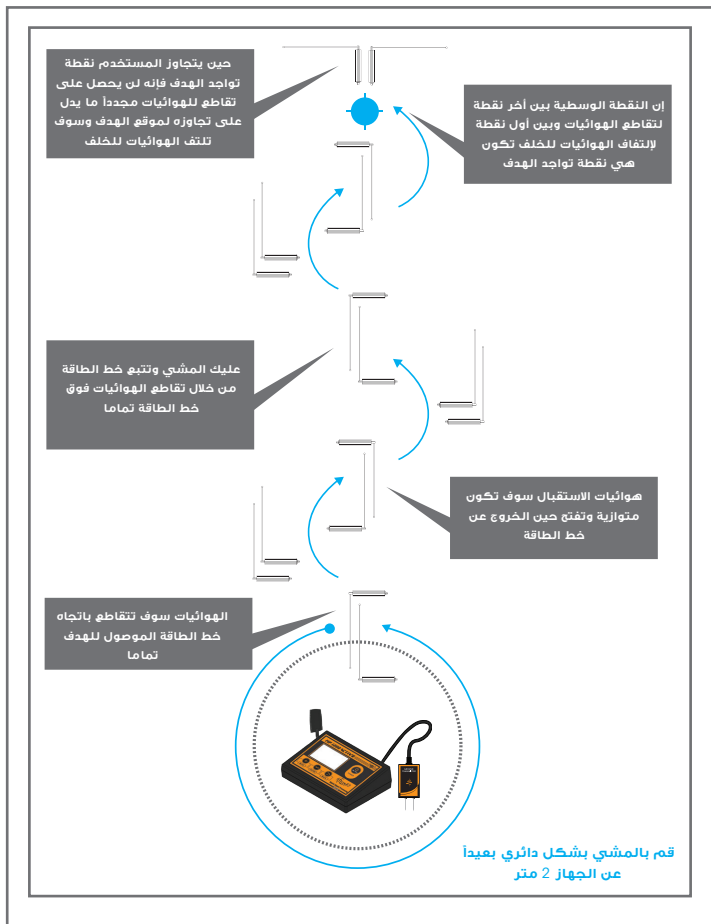 حين يتجاوز المستخدم نقطة
تواجد الهدف فإنه لن يحصل على
تقاطع للهوائيات مجدداً ما يدل
على تجاوزه لموقع الهدف وسوف
تلتف الهوائيات للخلف
إن النقطة الوسطية بين أخر نقطة
لتقاطع الهوائيات وبين أول نقطة
لإلتفاف الهوائيات للخلف تكون
هي نقطة تواجد الهدف
عليك المشي وتتبع خط الطاقة
من خلال تقاطع الهوائيات فوق
خط الطاقة تماما
هوائيات الاستقبال سوف تكون
متوازية وتفتح حين الخروج عن
خط الطاقة
الهوائيات سوف تتقاطع باتجاه
خط الطاقة الموصول للهدف
تماما
قم بالمشي بشكل دائري بعيداً
عن الجهاز 2 متر